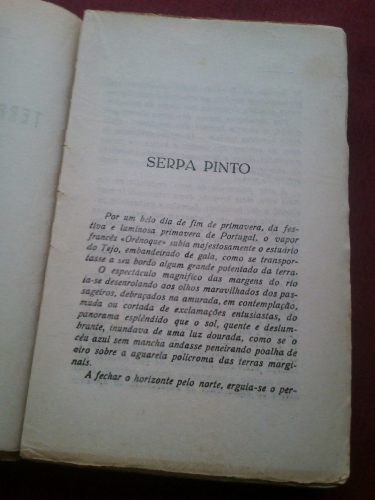 SERPA PINTO
Por um belo dia de fim de primavera, da fes-
tiva e luminosa primavera de Portugal, o vapor
francês «Orénoque» subia majestosamente o estuário
do Tejo, embandeirado de gala, como se transpor-
tasse a seu bordo algum grande potentado da terra.
O espectáculo magnífico das margens do rio
ia-se desenrolando aos olhos maravilhados dos pas-
sageiros, debruçados na amurada, em contemplação,
muda ou cortada de exclamações entusiastas, do
panorama esplêndido que o sol, quente e deslum-
brante, inundava de uma luz dourada, como se o
céu azul sem mancha andasse peneirando poalha de
oiro sobre a aguarela polícroma das terras margi-
nais.
A fechar o horizonte pelo norte, erguia-se o per-
TER